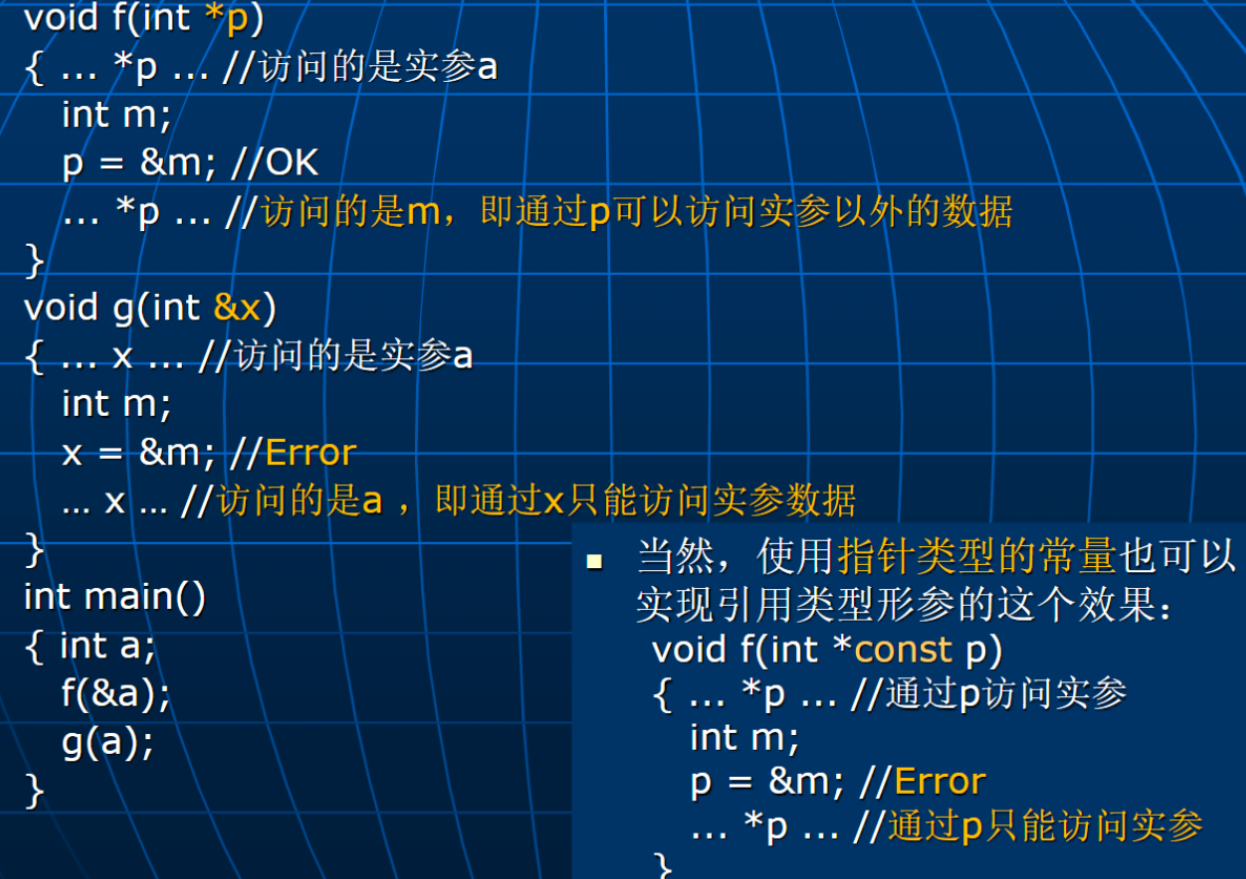 void f(int *p)
{ ... *p ... //访问的是实参a
int m;
p = &m; //OK
... *p ... //访问的是m，即通过p可以访问实参以外的数据
}
void g(int &x)
{ ... x ... //访问的是实参a
int m;
x = &m; //Error
... x ... //访问的是a ，即通过x只能访问实参数据
}
int main()
{ int a;
f(&a);
g(a);
}
当然，使用指针类型的常量也可以
实现引用类型形参的这个效果：
void f(int *const p)
{ ... *p ... //通过p访问实参
int m;
p = &m; //Error
... *p ... //通过p只能访问实参
}